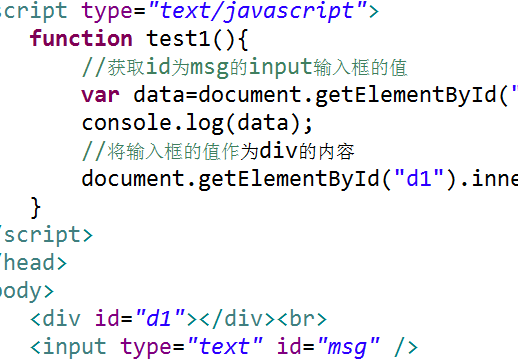 script type="text/javascript">
function test1(){
//获取id为msg的input输入框的值
var data=document.getElementById("
console.log(data);
//将输入框的值作为div的内容
document.getElementById("d1").inne
}
/script>
/head>
body>
<div id="d1"></div><br>
<input type="text" id="msg" />